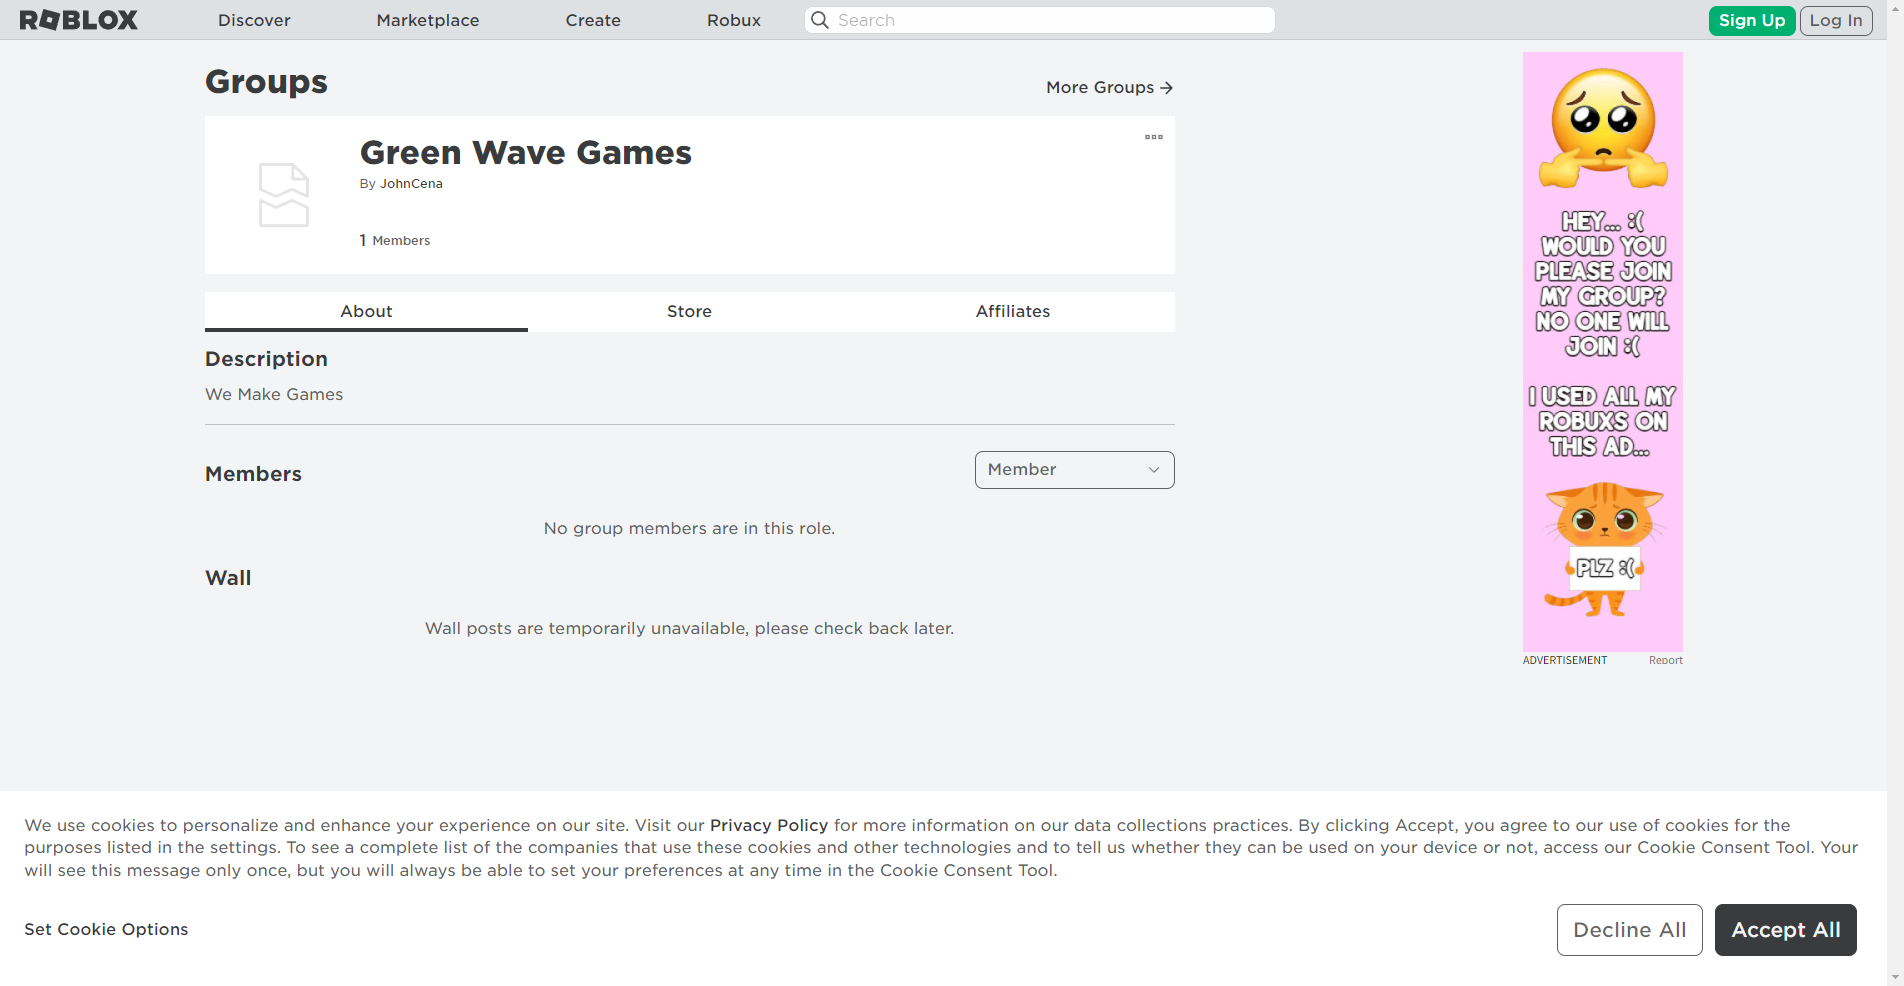 ROBLOX
Discover
Marketplace
Create
Robux
Search
Sign Up
Log In
Groups
More Groups →
Green Wave Games
By JohnCena
1 Members
About
Store
Affiliates
Description
We Make Games
Members
Member
No group members are in this role.
Wall
Wall posts are temporarily unavailable, please check back later.
HEY... :(
WOULD YOU
PLEASE JOIN
MY GROUP?
NO ONE WILL
JOIN :(
I USED ALL MY
ROBUXS ON
THIS AD...
PLZ :(
ADVERTISEMENT
Report
We use cookies to personalize and enhance your experience on our site. Visit our Privacy Policy for more information on our data collections practices. By clicking Accept, you agree to our use of cookies for the
purposes listed in the settings. To see a complete list of the companies that use these cookies and other technologies and to tell us whether they can be used on your device or not, access our Cookie Consent Tool. Your
will see this message only once, but you will always be able to set your preferences at any time in the Cookie Consent Tool.
Set Cookie Options
Decline All
Accept All